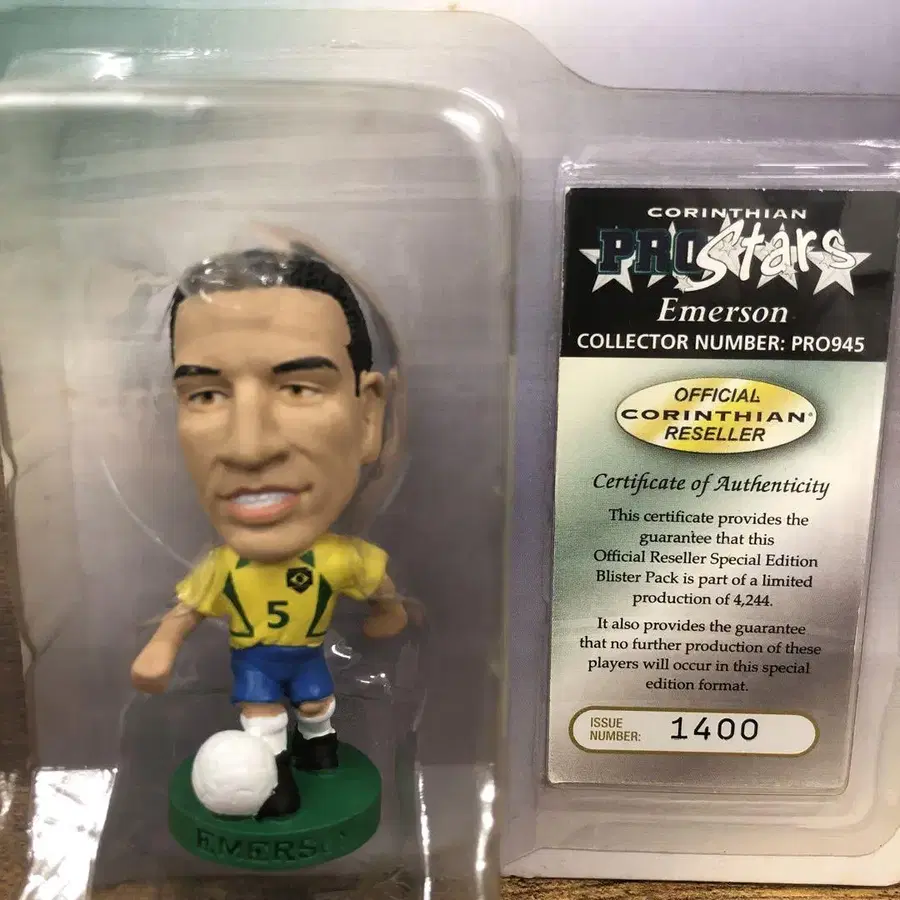 CORINTHIAN
PRO Stars
Emerson
COLLECTOR NUMBER: PRO945
OFFICIAL
CORINTHIAN®
RESELLER
Certificate of Authenticity
This certificate provides the
guarantee that this
Official Reseller Special Edition
Blister Pack is part of a limited
production of 4,244.
It also provides the guarantee
that no further production of these
players will occur in this special
edition format.
ISSUE
NUMBER: 1400
5